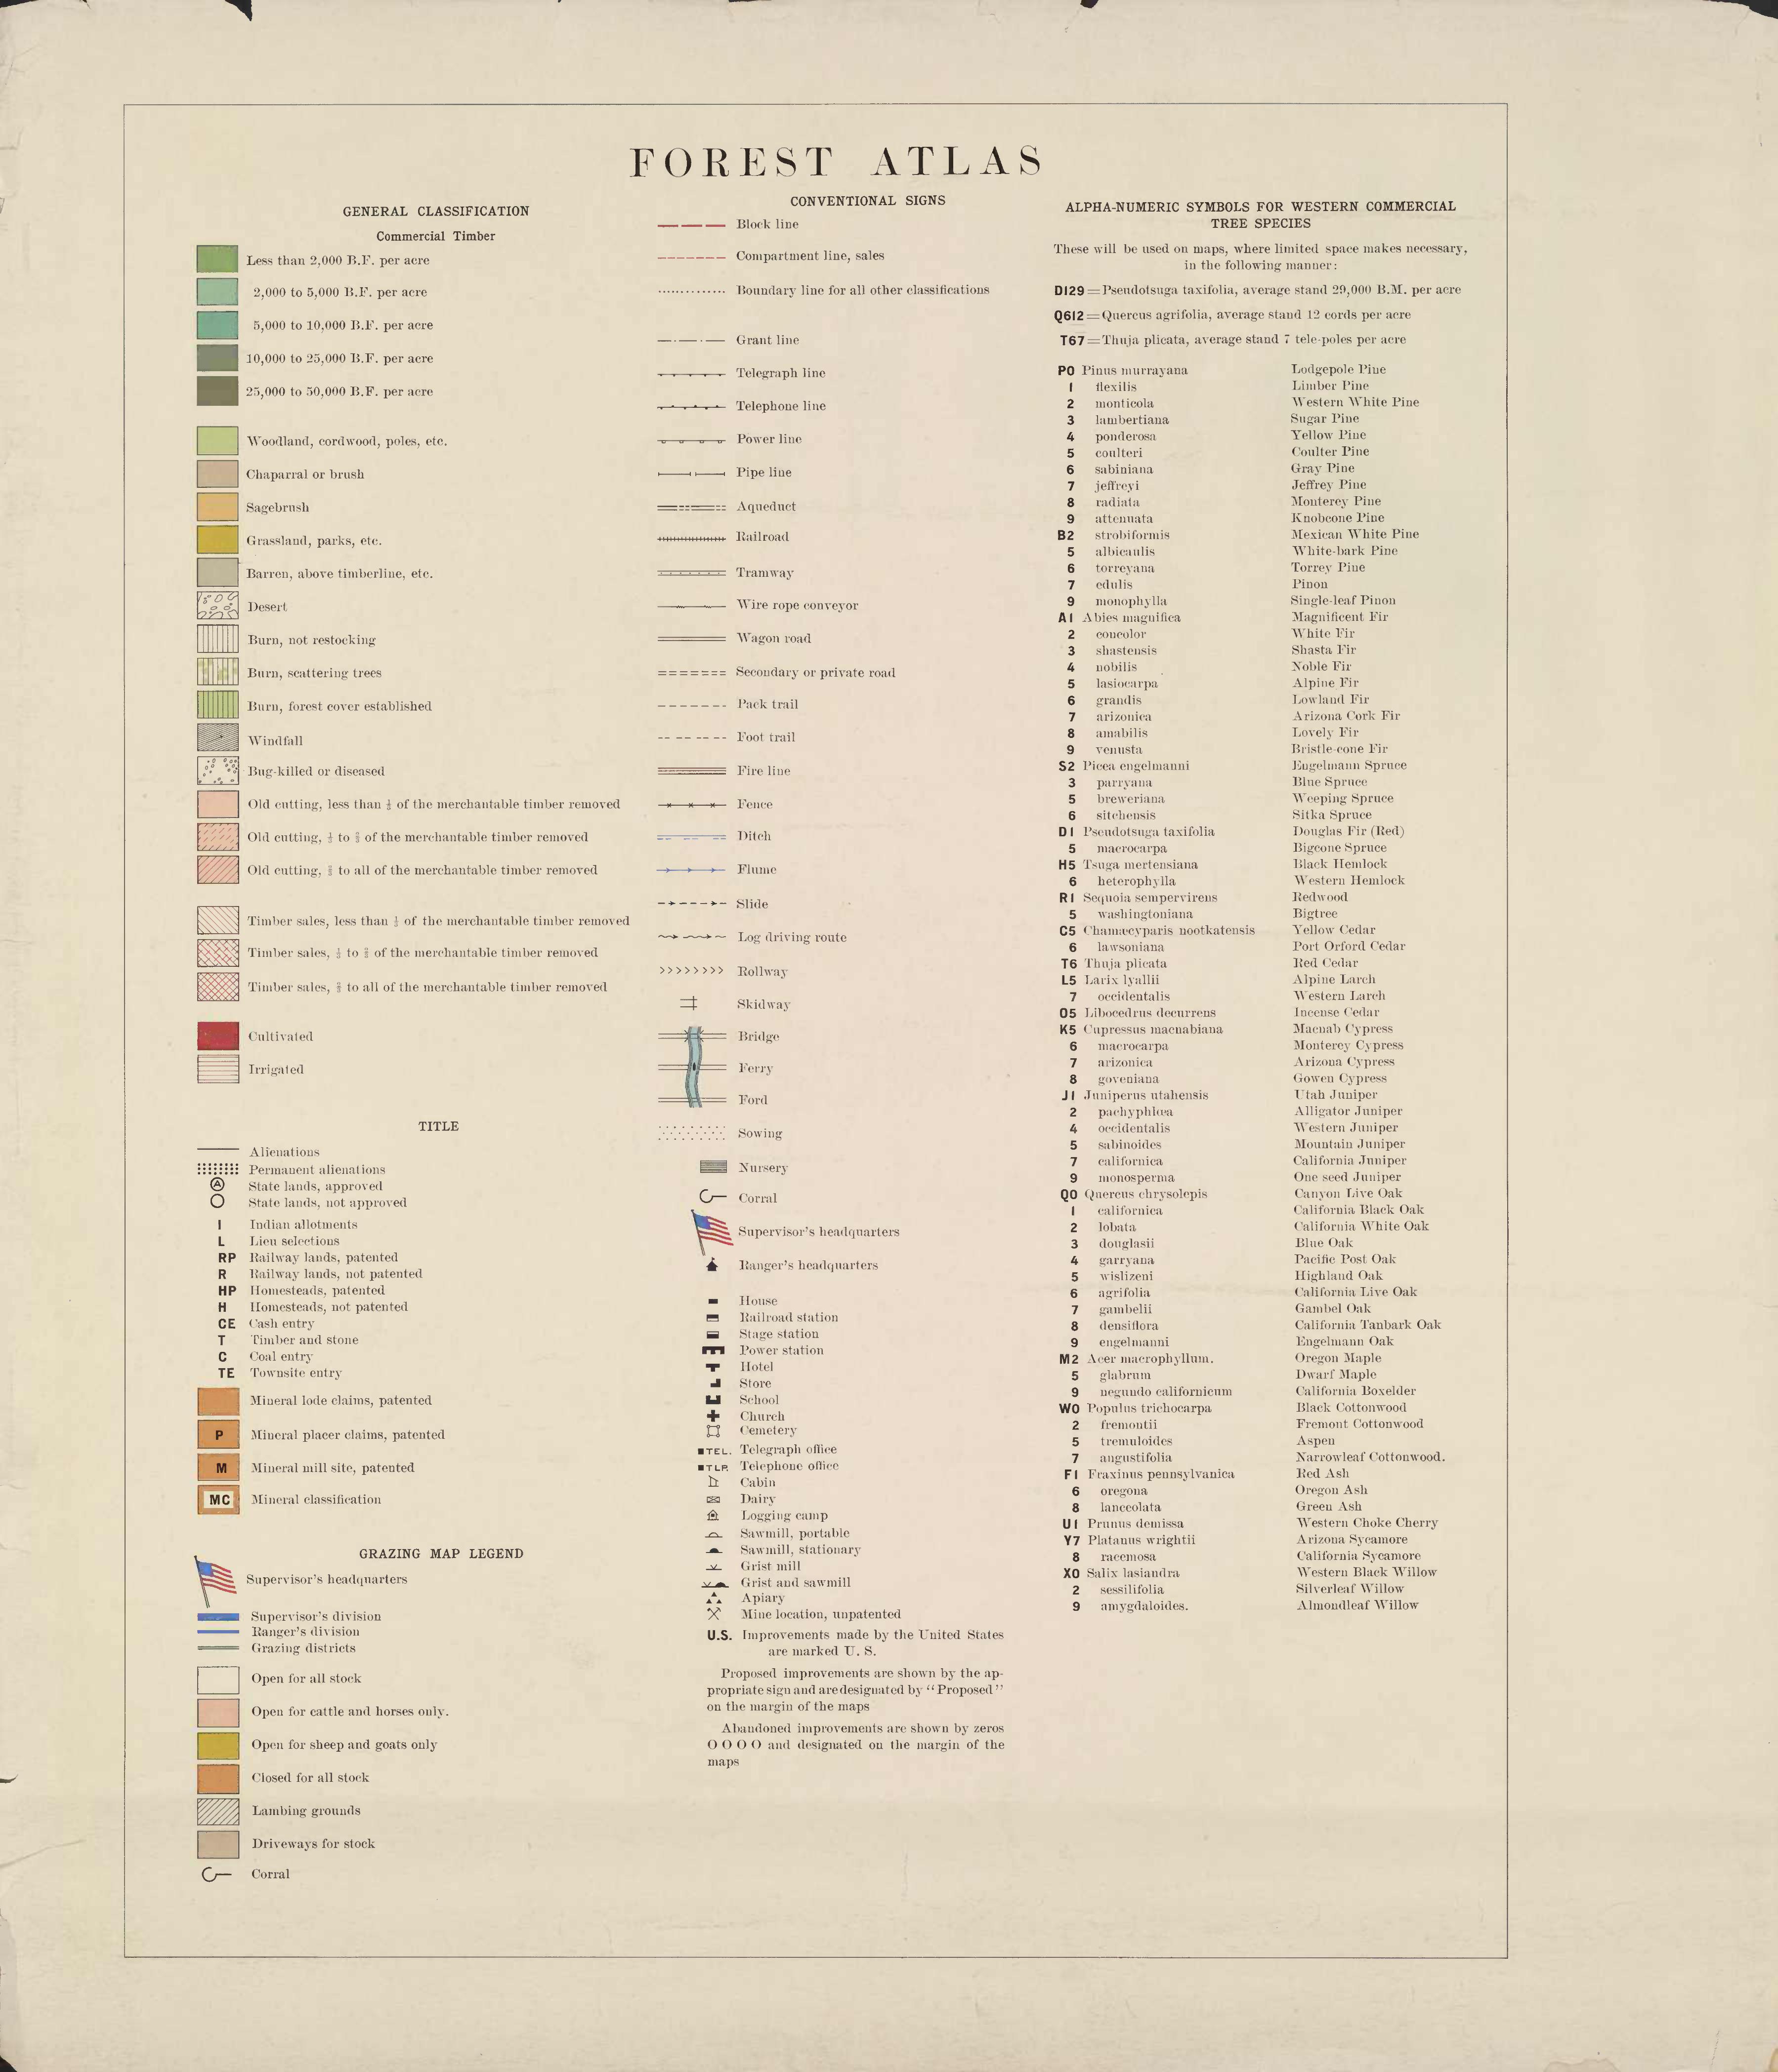 FOREST ATLAS
GENERAL CLASSIFICATION
Commercial Timber
Less than 2,000 B.F. per acre
2,000 to 5,000 B.F. per acre
5,000 to 10,000 B.F. per acre
10,000 to 25,000 B.F. per acre
25,000 to 50,000 B.F. per acre
Woodland, cordwood, poles, etc.
Chaparral or brush
Sagebrush
Grassland, parks, etc.
Barren, above timberline, etc.
Desert
Burn, not restocking
Burn, scattering trees
Burn, forest cover established
Windfall
Bug-killed or diseased
Old cutting, less than ⅓ of the merchantable timber removed
Old cutting, ⅓ to ⅔ of the merchantable timber removed
Old cutting, ⅔ to all of the merchantable timber removed
Timber sales, less than ⅓ of the merchantable timber removed
Timber sales, ⅓ to ⅔ of the merchantable timber removed
Timber sales, ⅔ to all of the merchantable timber removed
Cultivated
Irrigated
TITLE
Alienations
Permanent alienations
A State lands, approved
State lands, not approved
I Indian allotments
L Lieu selections
RP Railway lands, patented
R Railway lands, not patented
HP Homesteads, patented
H Homesteads, not patented
CE Cash entry
T Timber and stone
C Coal entry
TE Townsite entry
Mineral lode claims, patented
P Mineral placer claims, patented
M Mineral mill site, patented
MC Mineral classification
GRAZING MAP LEGEND
Supervisor's headquarters
Supervisor's division
Ranger's division
Grazing districts
Open for all stock
Open for cattle and horses only.
Open for sheep and goats only
Closed for all stock
Lambing grounds
Driveways for stock
Corral
CONVENTIONAL SIGNS
Block line
Compartment line, sales
Boundary line for all other classifications
Grant line
Telegraph line
Telephone line
Power line
Pipe line
Aqueduct
Railroad
Tramway
Wire rope conveyor
Wagon road
Secondary or private road
Pack trail
Foot trail
Fire line
Fence
Ditch
Flume
Slide
Log driving route
Rollway
Skidway
Bridge
Ferry
Ford
Sowing
Nursery
Corral
Supervisor's headquarters
Ranger's headquarters
House
Railroad station
Stage station
Power station
Hotel
Store
School
Church
Cemetery
TEL. Telegraph office
TLP. Telephone office
Cabin
Dairy
Logging camp
Sawmill, portable
Sawmill, stationary
Grist mill
Grist and sawmill
Apiary
Mine location, unpatented
U.S. Improvements made by the United States
are marked U. S.
Proposed improvements are shown by the ap-
propriate sign and are designated by "Proposed"
on the margin of the maps
Abandoned improvements are shown by zeros
O O O O and designated on the margin of the
maps
ALPHA-NUMERIC SYMBOLS FOR WESTERN COMMERCIAL
TREE SPECIES
These will be used on maps, where limited space makes necessary,
in the following manner:
D129=Pseudotsuga taxifolia, average stand 29,000 B.M. per acre
Q612=Quercus agrifolia, average stand 12 cords per acre
T67=Thuja plicata, average stand 7 tele-poles per acre
P0 Pinus murrayana Lodgepole Pine
1 flexilis Limber Pine
2 monticola Western White Pine
3 lambertiana Sugar Pine
4 ponderosa Yellow Pine
5 coulteri Coulter Pine
6 sabiniana Gray Pine
7 jeffreyi Jeffrey Pine
8 radiata Monterey Pine
9 attenuata Knobcone Pine
B2 strobiformis Mexican White Pine
5 albicaulis White-bark Pine
6 torreyana Torrey Pine
7 edulis Pinon
9 monophylla Single-leaf Pinon
A1 Abies magnifica Magnificent Fir
2 concolor White Fir
3 shastensis Shasta Fir
4 nobilis Noble Fir
5 lasiocarpa Alpine Fir
6 grandis Lowland Fir
7 arizonica Arizona Cork Fir
8 amabilis Lovely Fir
9 venusta Bristle-cone Fir
S2 Picea engelmanni Engelmann Spruce
3 parryana Blue Spruce
5 breweriana Weeping Spruce
6 sitchensis Sitka Spruce
D1 Pseudotsuga taxifolia Douglas Fir (Red)
5 macrocarpa Bigcone Spruce
H5 Tsuga mertensiana Black Hemlock
6 heterophylla Western Hemlock
R1 Sequoia sempervirens Redwood
5 washingtoniana Bigtree
C5 Chamæcyparis nootkatensis Yellow Cedar
6 lawsoniana Port Orford Cedar
T6 Thuja plicata Red Cedar
L5 Larix lyallii Alpine Larch
7 occidentalis Western Larch
O5 Libocedrus decurrens Incense Cedar
K5 Cupressus macnabiana Macnab Cypress
6 macrocarpa Monterey Cypress
7 arizonica Arizona Cypress
8 goveniana Gowen Cypress
J1 Juniperus utahensis Utah Juniper
2 pachyphlœa Alligator Juniper
4 occidentalis Western Juniper
5 sabinoides Mountain Juniper
7 californica California Juniper
9 monosperma One seed Juniper
Q0 Quercus chrysolepis Canyon Live Oak
1 californica California Black Oak
2 lobata California White Oak
3 douglasii Blue Oak
4 garryana Pacific Post Oak
5 wislizeni Highland Oak
6 agrifolia California Live Oak
7 gambelii Gambel Oak
8 densiflora California Tanbark Oak
9 engelmanni Engelmann Oak
M2 Acer macrophyllum. Oregon Maple
5 glabrum Dwarf Maple
9 negundo californicum California Boxelder
W0 Populus trichocarpa Black Cottonwood
2 fremontii Fremont Cottonwood
5 tremuloides Aspen
7 angustifolia Narrowleaf Cottonwood.
F1 Fraxinus pennsylvanica Red Ash
6 oregona Oregon Ash
8 lanceolata Green Ash
U1 Prunus demissa Western Choke Cherry
Y7 Platanus wrightii Arizona Sycamore
8 racemosa California Sycamore
X0 Salix lasiandra Western Black Willow
2 sessilifolia Silverleaf Willow
9 amygdaloides. Almondleaf Willow